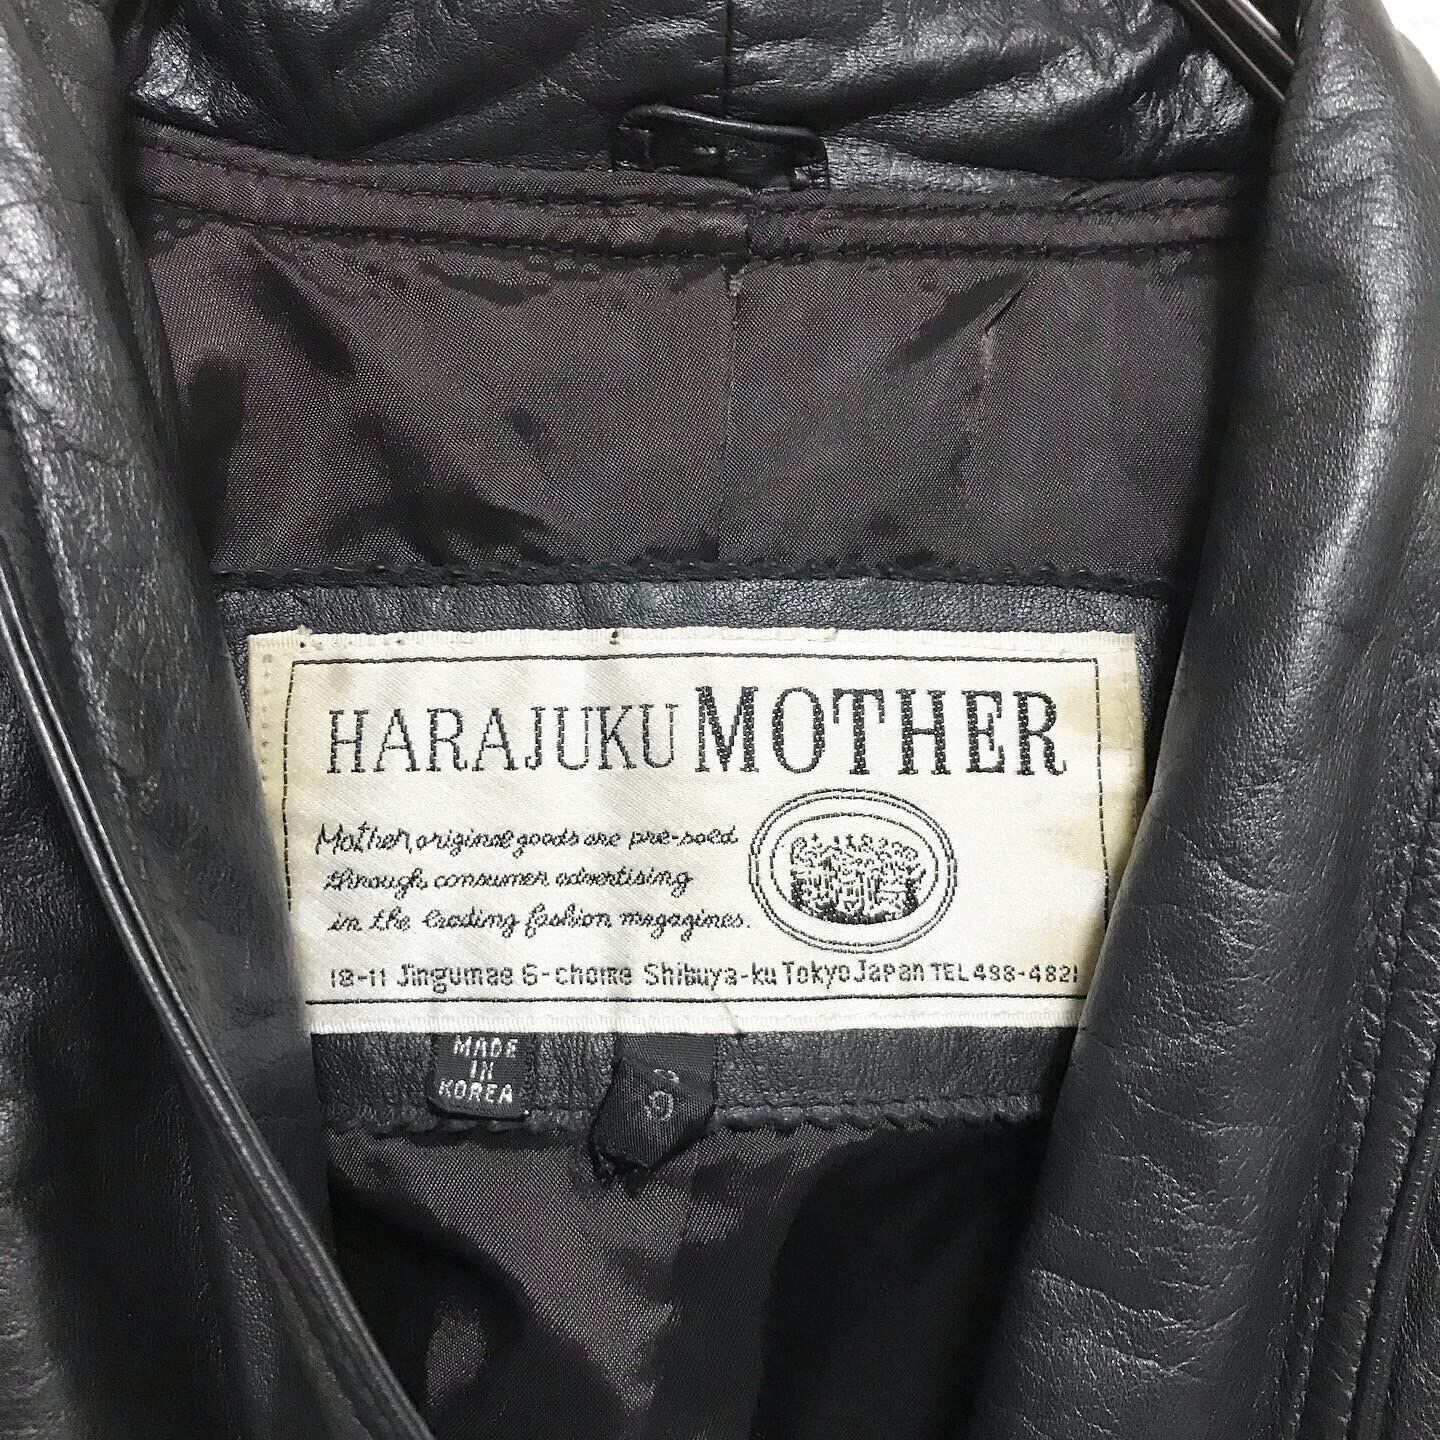 HARAJUKU MOTHER
Mother original goods are pre-sold
through consumer advertising
in the leading fashion magazines.
18-11 Jingumae 6-chome Shibuya-ku Tokyo Japan TEL 498-4821
MADE
IN
KOREA